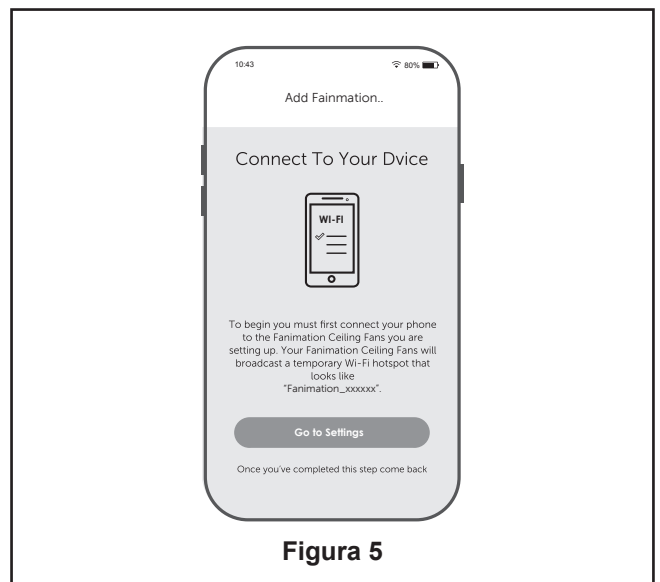 10:43 80%
Add Fainmation..
Connect To Your Dvice
WI-FI
To begin you must first connect your phone
to the Fanimation Ceiling Fans you are
setting up. Your Fanimation Ceiling Fans will
broadcast a temporary Wi-Fi hotspot that
looks like
"Fanimation_xxxxxx".
Go to Settings
Once you've completed this step come back
Figura 5